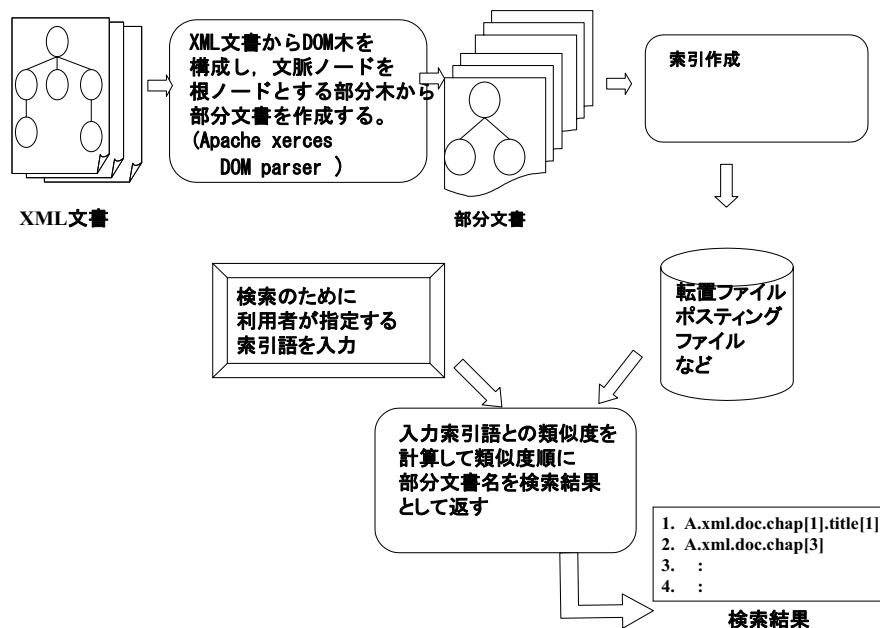 XML文書からDOM木を
構成し，文脈ノードを
根ノードとする部分木から
部分文書を作成する。
(Apache xerces
DOM parser )
索引作成
XML文書
部分文書
検索のために
利用者が指定する
索引語を入力
転置ファイル
ポスティング
ファイル
など
入力索引語との類似度を
計算して類似度順に
部分文書名を検索結果
として返す
1. A.xml.doc.chap[1].title[1]
2. A.xml.doc.chap[3]
3. :
4. :
検索結果